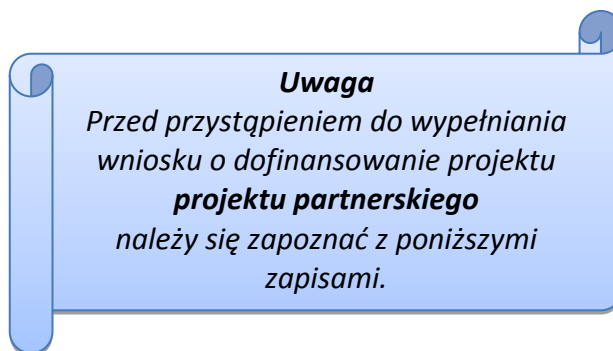 Uwaga
Przed przystąpieniem do wypełniania
wniosku o dofinansowanie projektu
projektu partnerskiego
należy się zapoznać z poniższymi
zapisami.